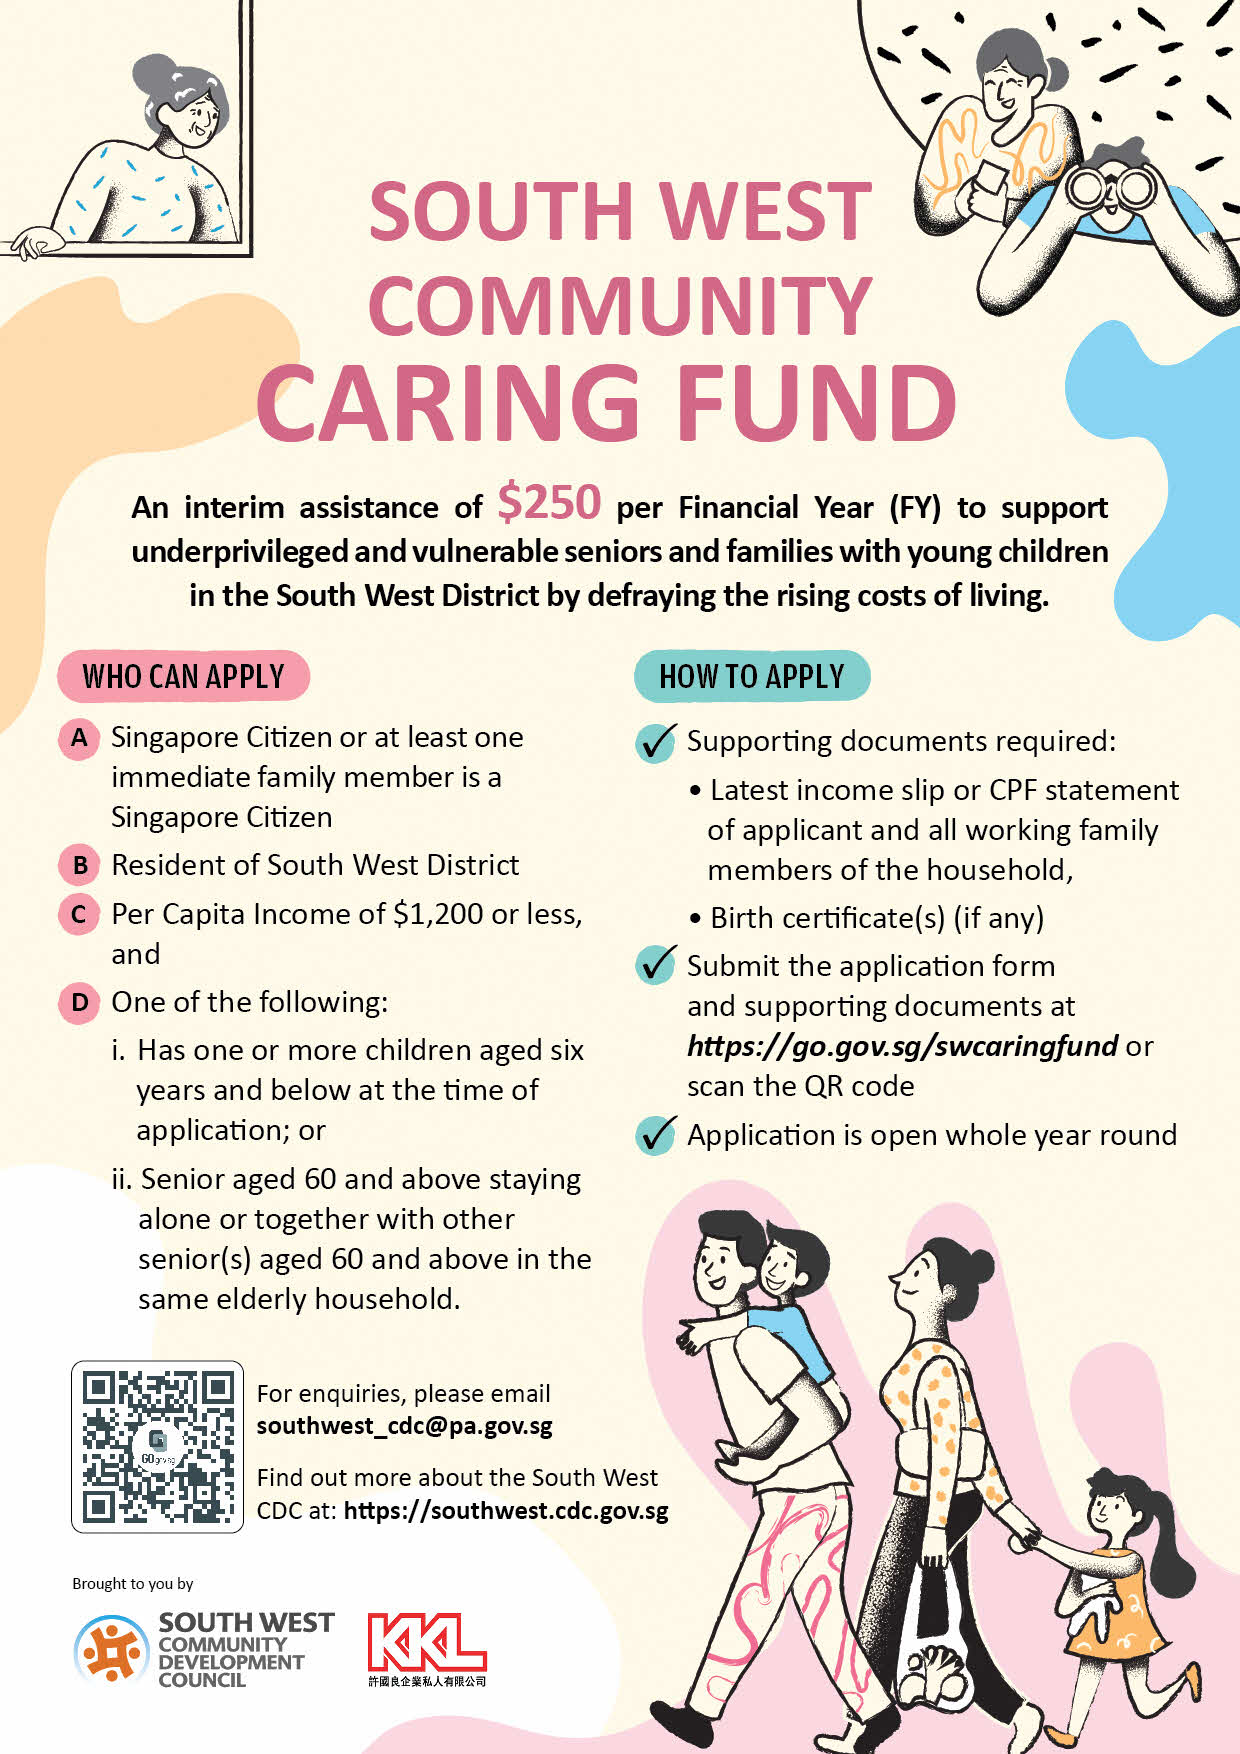 SOUTH WEST
COMMUNITY
CARING FUND
An interim assistance of $250 per Financial Year (FY) to support
underprivileged and vulnerable seniors and families with young children
in the South West District by defraying the rising costs of living.
WHO CAN APPLY
A Singapore Citizen or at least one
immediate family member is a
Singapore Citizen
B Resident of South West District
C Per Capita Income of $1,200 or less,
and
D One of the following:
i. Has one or more children aged six
years and below at the time of
application; or
ii. Senior aged 60 and above staying
alone or together with other
senior(s) aged 60 and above in the
same elderly household.
HOW TO APPLY
✓ Supporting documents required:
• Latest income slip or CPF statement
of applicant and all working family
members of the household,
• Birth certificate(s) (if any)
✓ Submit the application form
and supporting documents at
https://go.gov.sg/swcaringfund or
scan the QR code
✓ Application is open whole year round
GOgov.sg
For enquiries, please email
southwest_cdc@pa.gov.sg
Find out more about the South West
CDC at: https://southwest.cdc.gov.sg
Brought to you by
SOUTH WEST
COMMUNITY
DEVELOPMENT
COUNCIL
KKL
許國良企業私人有限公司